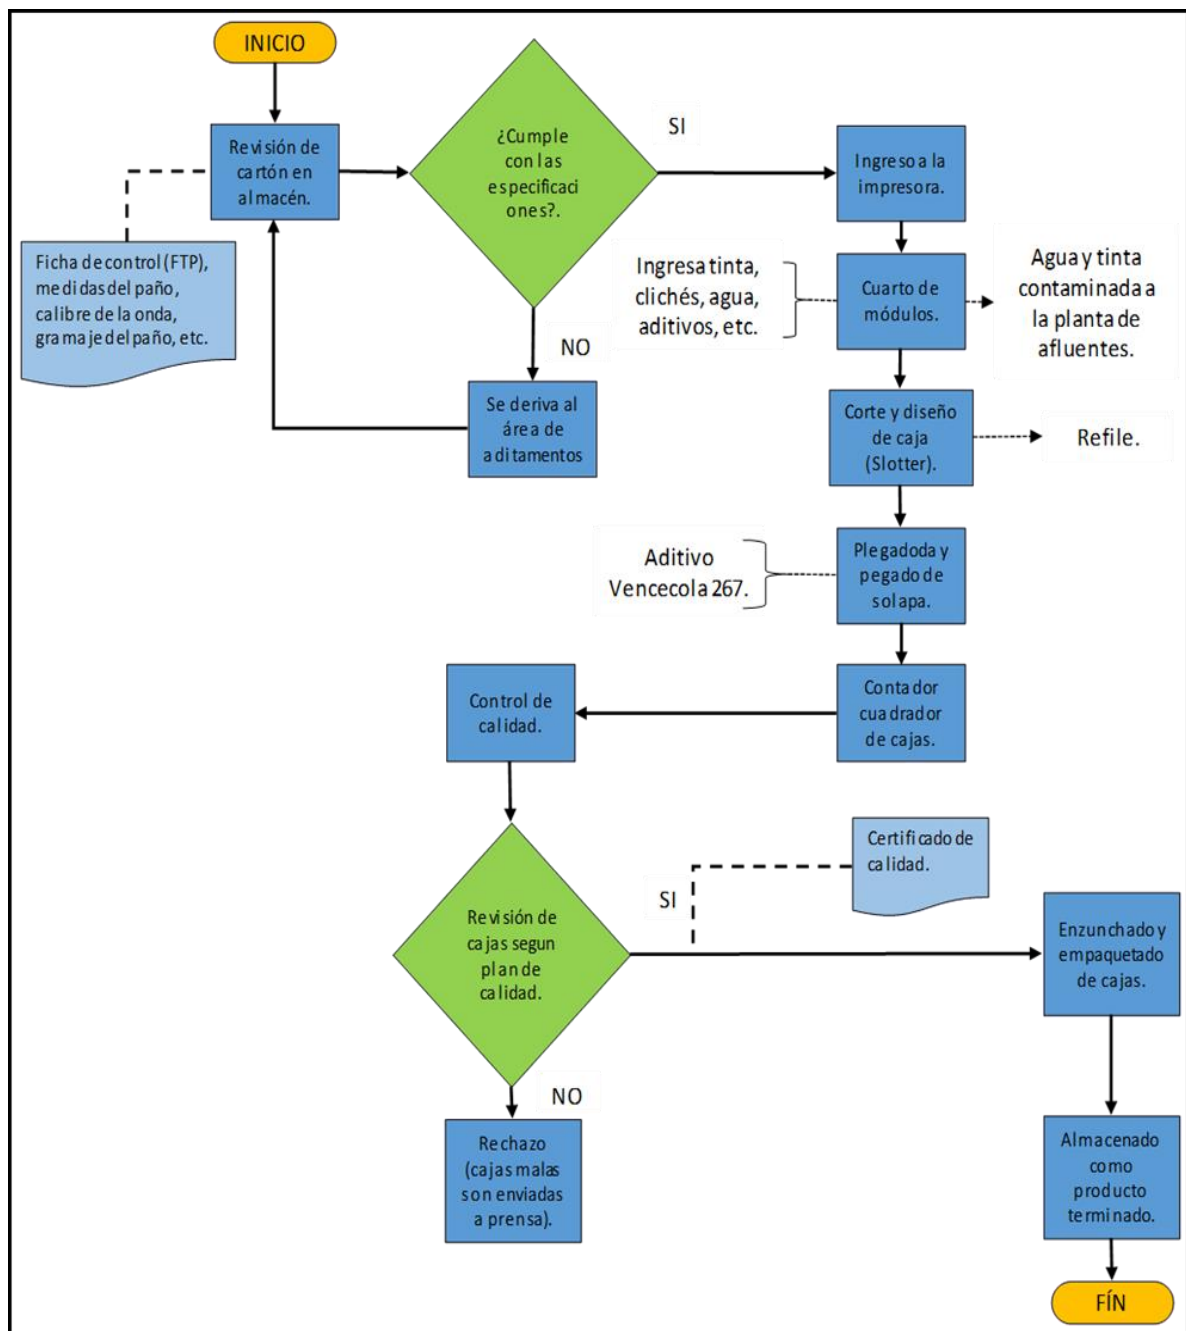 INICIO
Revisión de
cartón en
almacén.
¿Cumple
con las
especificaci
ones?.
SI
Ingreso a la
impresora.
Ficha de control (FTP),
medidas del paño,
calibre de la onda,
gramaje del paño, etc.
NO
Se deriva al
área de
aditamentos
Ingresa tinta,
clichés, agua,
aditivos, etc.
Cuarto de
módulos.
Agua y tinta
contaminada a
la planta de
afluentes.
Corte y diseño
de caja
(Slotter).
Refile.
Aditivo
Vencecola 267.
Plegadoda y
pegado de
solapa.
Contador
cuadrador
de cajas.
Control de
calidad.
Revisión de
cajas segun
plan de
calidad.
SI
Certificado de
calidad.
Enzunchado y
empaquetado
de cajas.
NO
Rechazo
(cajas malas
son enviadas
a prensa).
Almacenado
como
producto
terminado.
FÍN